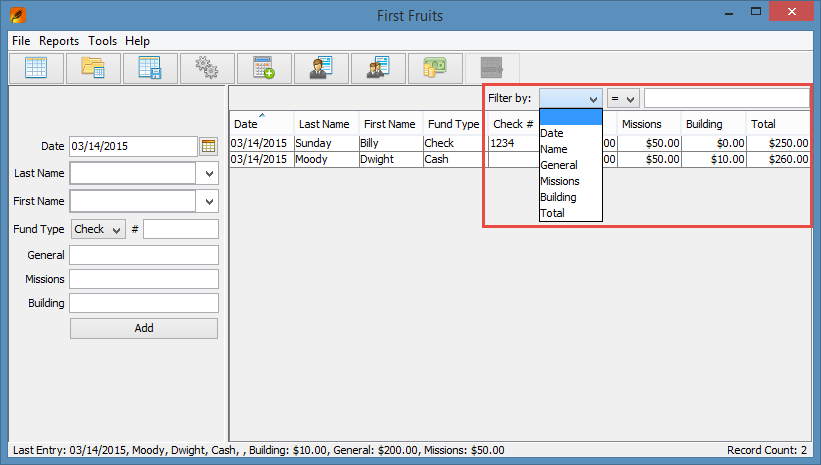 First Fruits
File Reports Tools Help
Filter by: =
Date Last Name First Name Fund Type Check # Missions Building Total
03/14/2015 Sunday Billy Check 1234 00 $50.00 $0.00 $250.00
03/14/2015 Moody Dwight Cash 00 $50.00 $10.00 $260.00
Date
Name
General
Missions
Building
Total
Date 03/14/2015
Last Name
First Name
Fund Type Check #
General
Missions
Building
Add
Last Entry: 03/14/2015, Moody, Dwight, Cash, , Building: $10.00, General: $200.00, Missions: $50.00 Record Count: 2